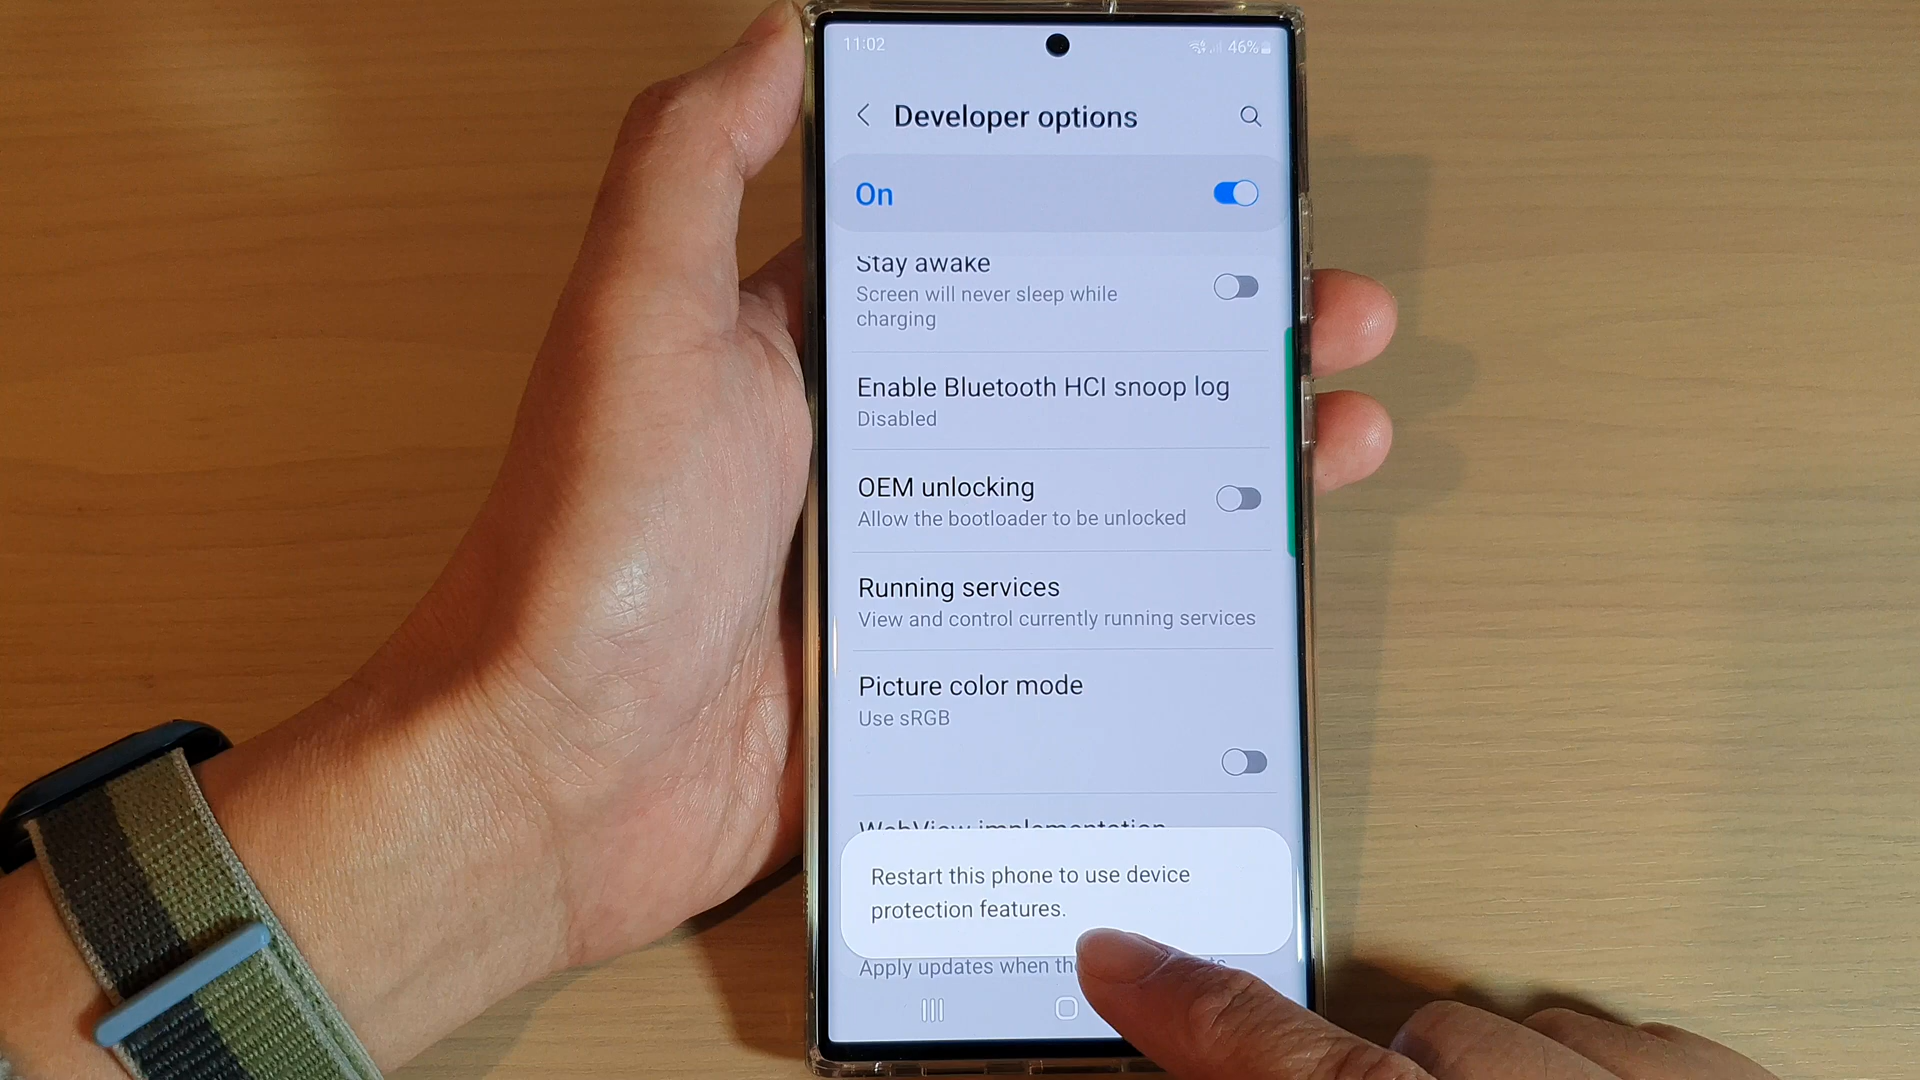 11:02
46%
Developer options
On
Stay awake
Screen will never sleep while
charging
Enable Bluetooth HCI snoop log
Disabled
OEM unlocking
Allow the bootloader to be unlocked
Running services
View and control currently running services
Picture color mode
Use sRGB
WebView implementation
Restart this phone to use device
protection features.
Apply updates when